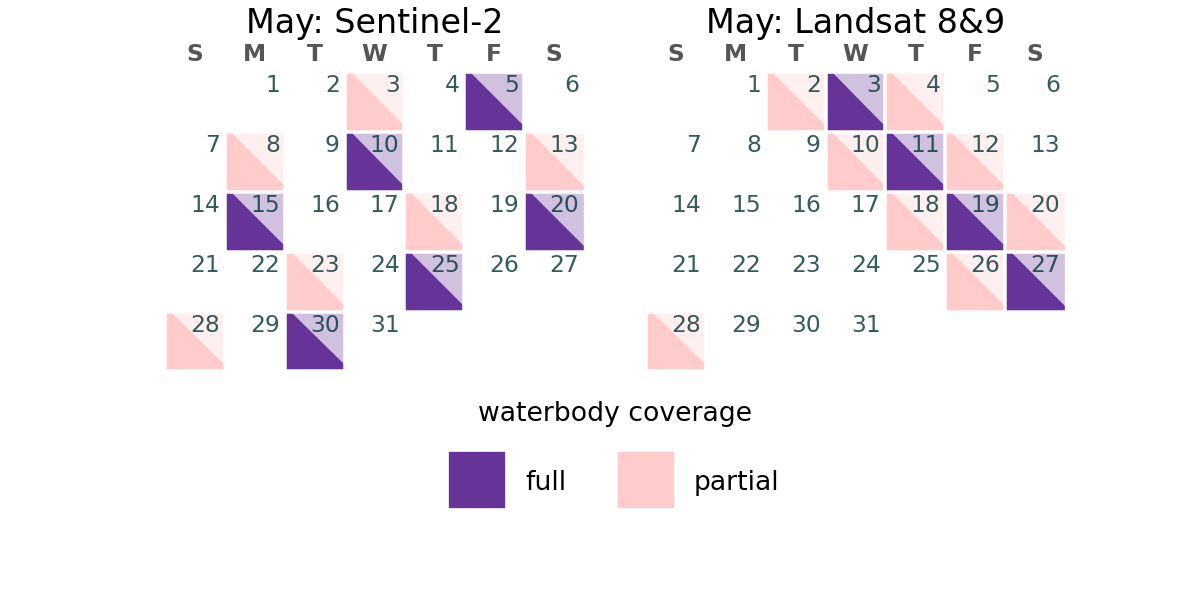 May: Sentinel-2
S M T W T F S
1 2 3 4 5 6
7 8 9 10 11 12 13
14 15 16 17 18 19 20
21 22 23 24 25 26 27
28 29 30 31
May: Landsat 8&9
S M T W T F S
1 2 3 4 5 6
7 8 9 10 11 12 13
14 15 16 17 18 19 20
21 22 23 24 25 26 27
28 29 30 31
waterbody coverage
full
partial